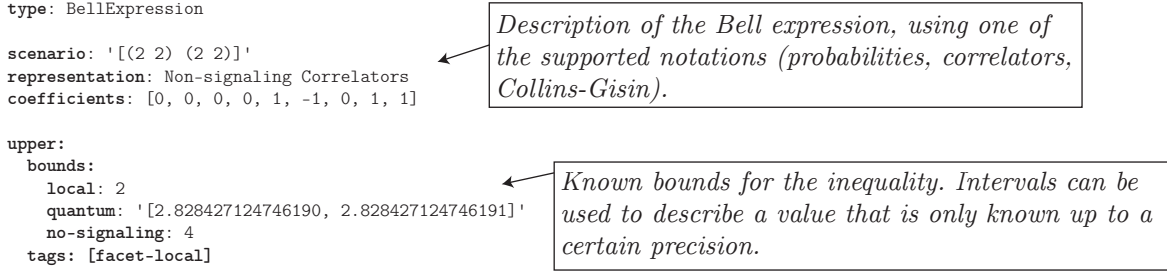 type: BellExpression
scenario: '[(2 2) (2 2)]'
representation: Non-signaling Correlators
coefficients: [0, 0, 0, 0, 1, -1, 0, 1, 1]
Description of the Bell expression, using one of
the supported notations (probabilities, correlators,
Collins-Gisin).
upper:
bounds:
local: 2
quantum: '[2.828427124746190, 2.828427124746191]'
no-signaling: 4
tags: [facet-local]
Known bounds for the inequality. Intervals can be
used to describe a value that is only known up to a
certain precision.